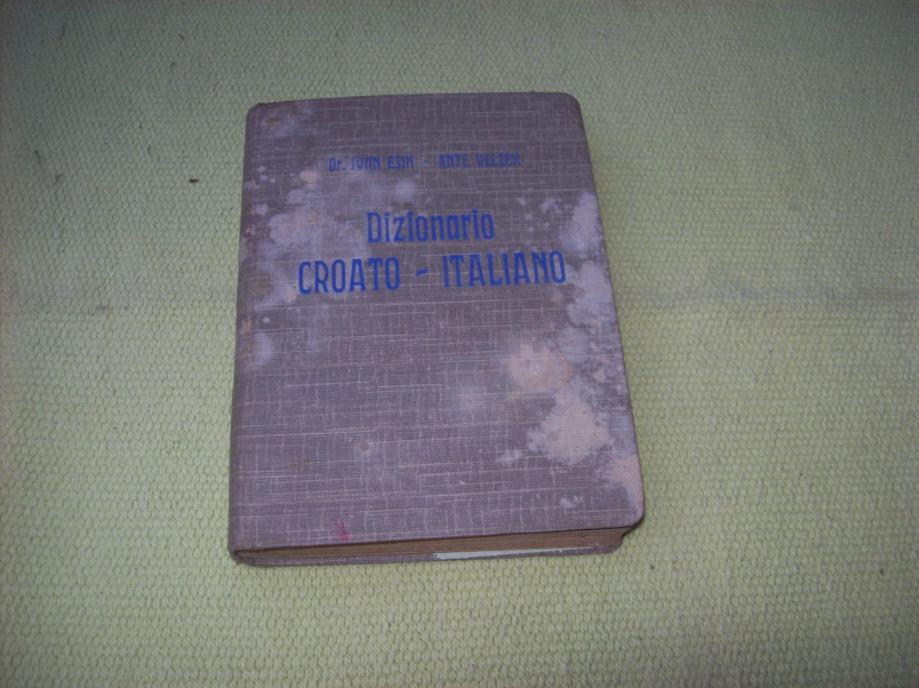 Dr. IVAN ESIH - ANTE VELZEK
Dizionario
CROATO - ITALIANO